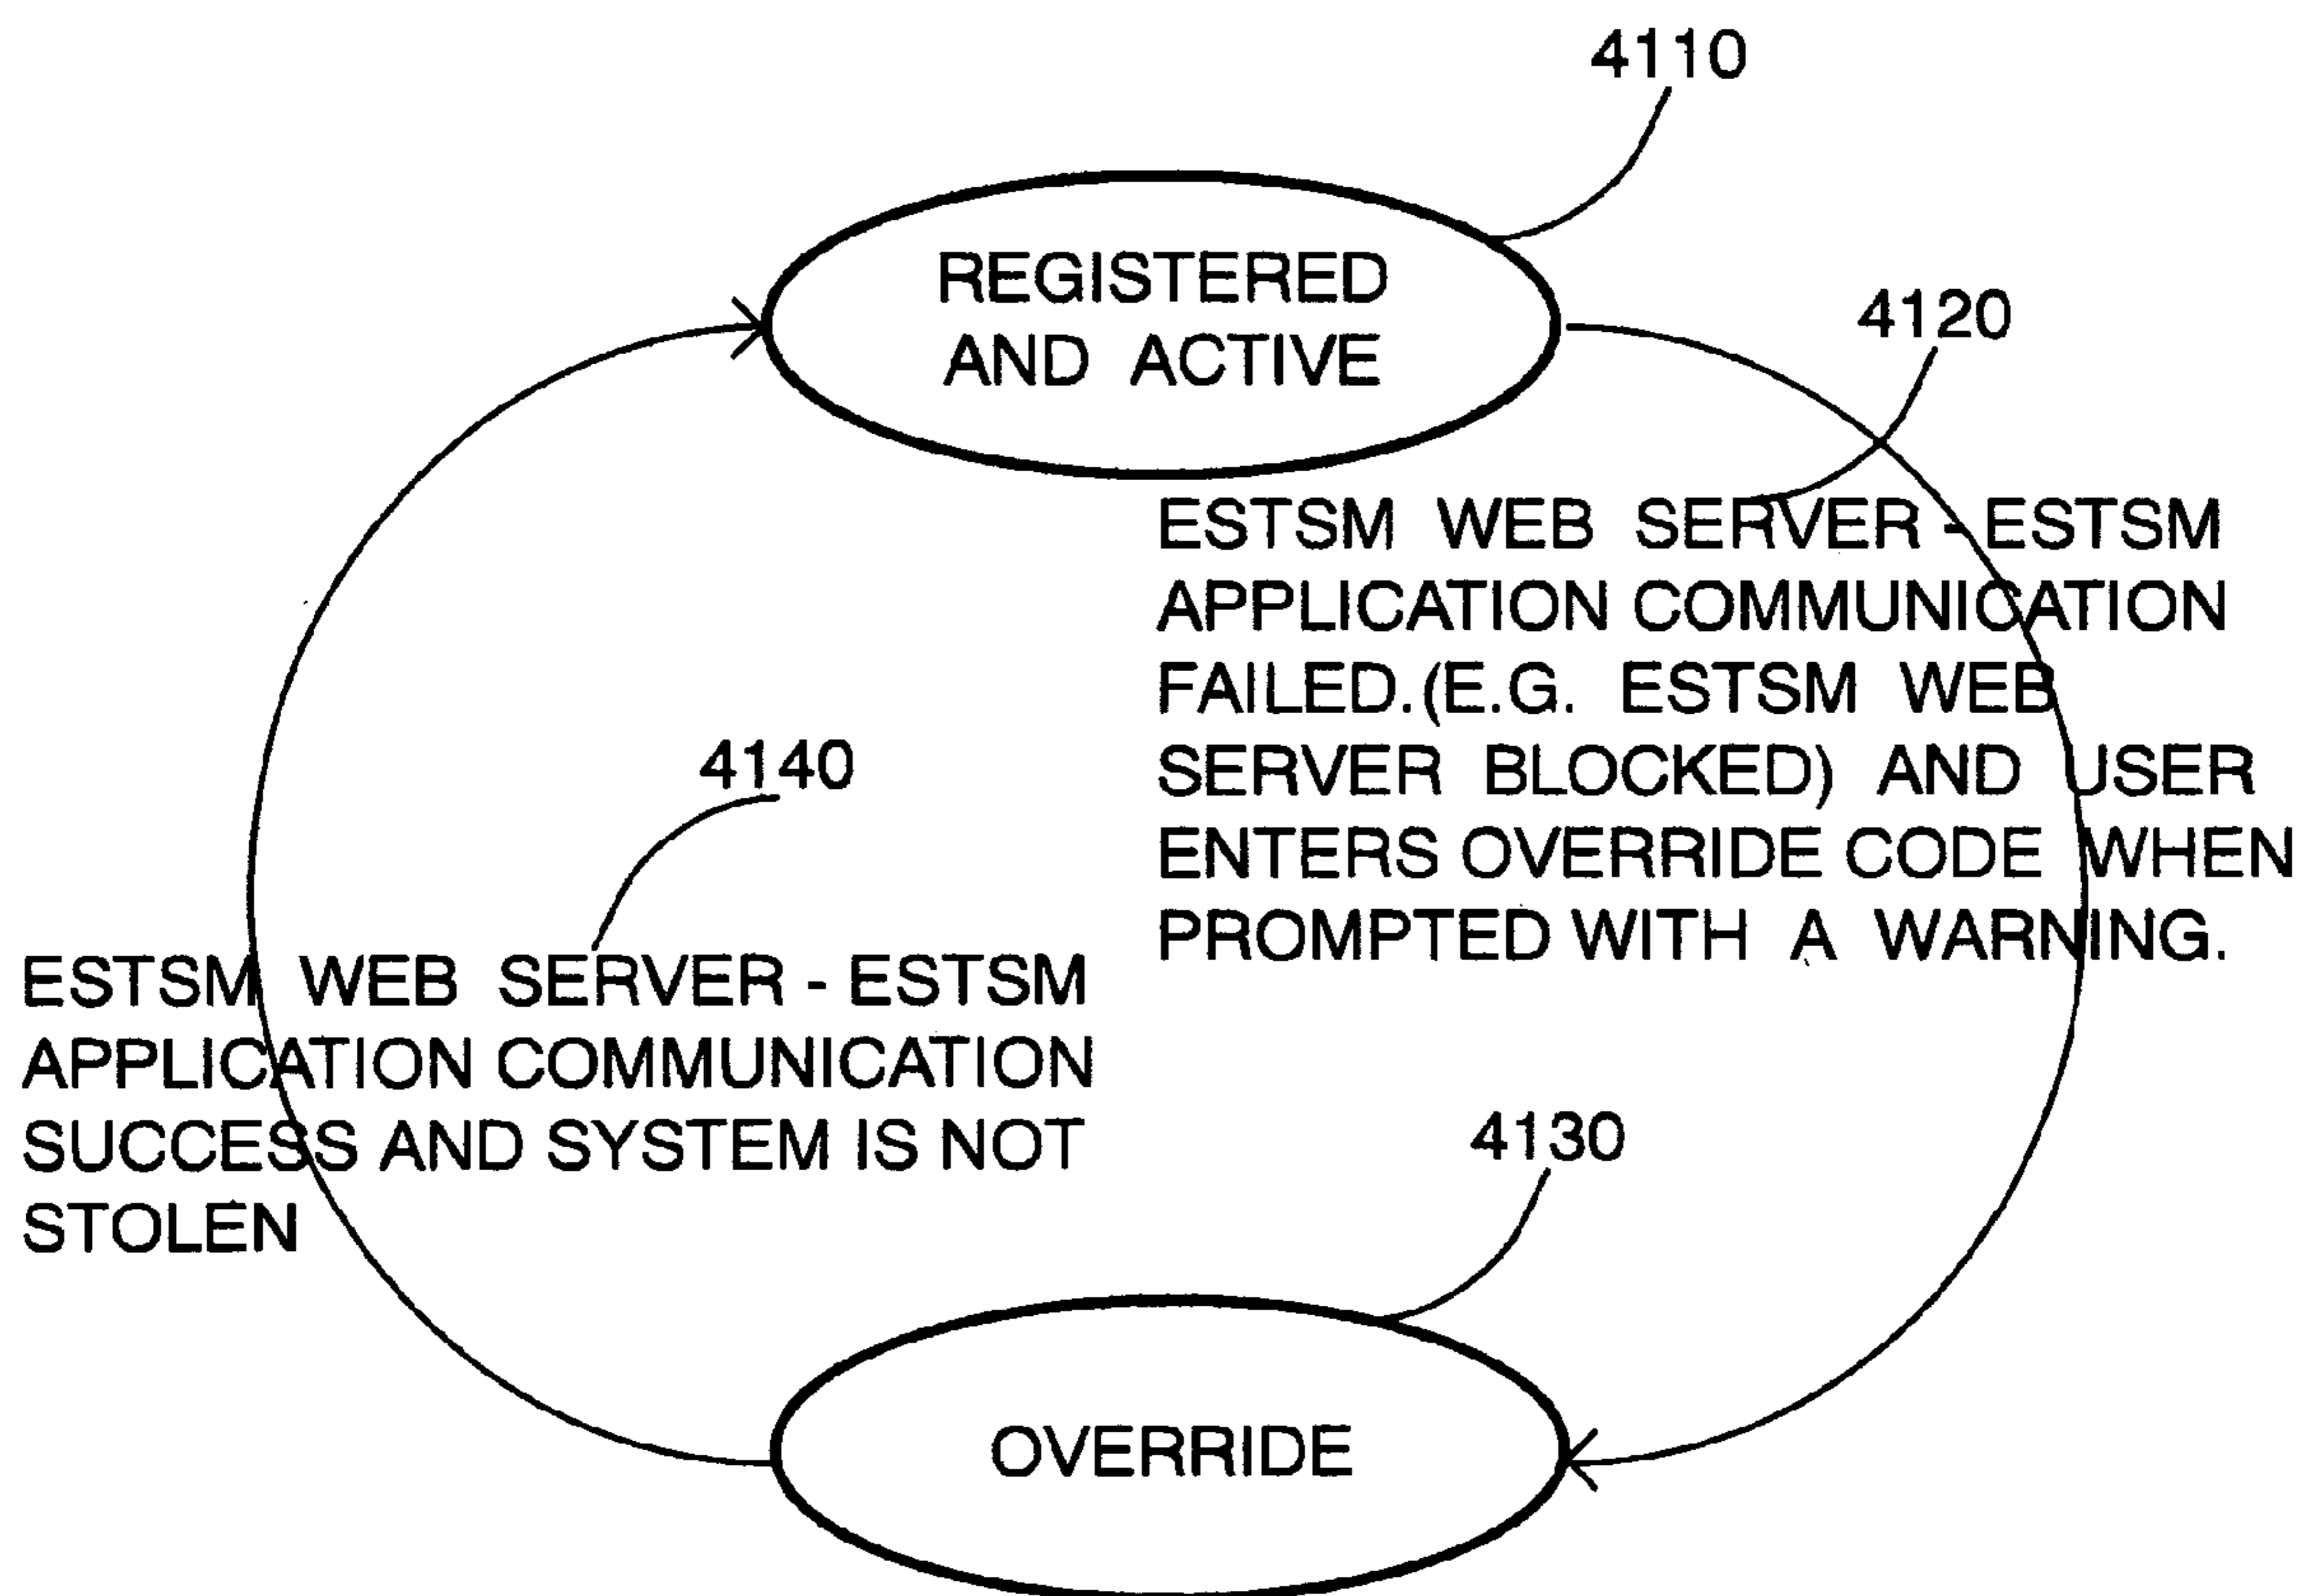 4110
REGISTERED
AND ACTIVE
4120
ESTSM WEB SERVER - ESTSM
APPLICATION COMMUNICATION
FAILED.(E.G. ESTSM WEB
SERVER BLOCKED) AND USER
ENTERS OVERRIDE CODE WHEN
PROMPTED WITH A WARNING.
4140
ESTSM WEB SERVER - ESTSM
APPLICATION COMMUNICATION
SUCCESS AND SYSTEM IS NOT
STOLEN
4130
OVERRIDE